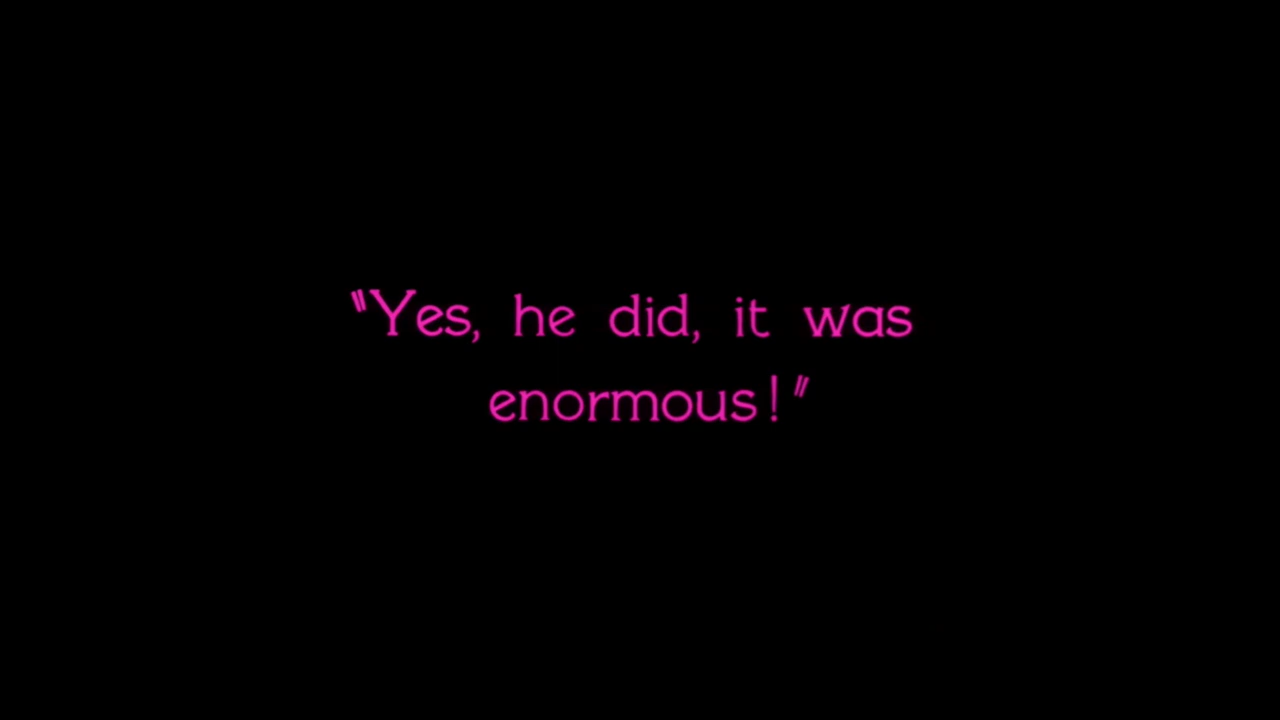 "Yes, he did, it was
enormous!"